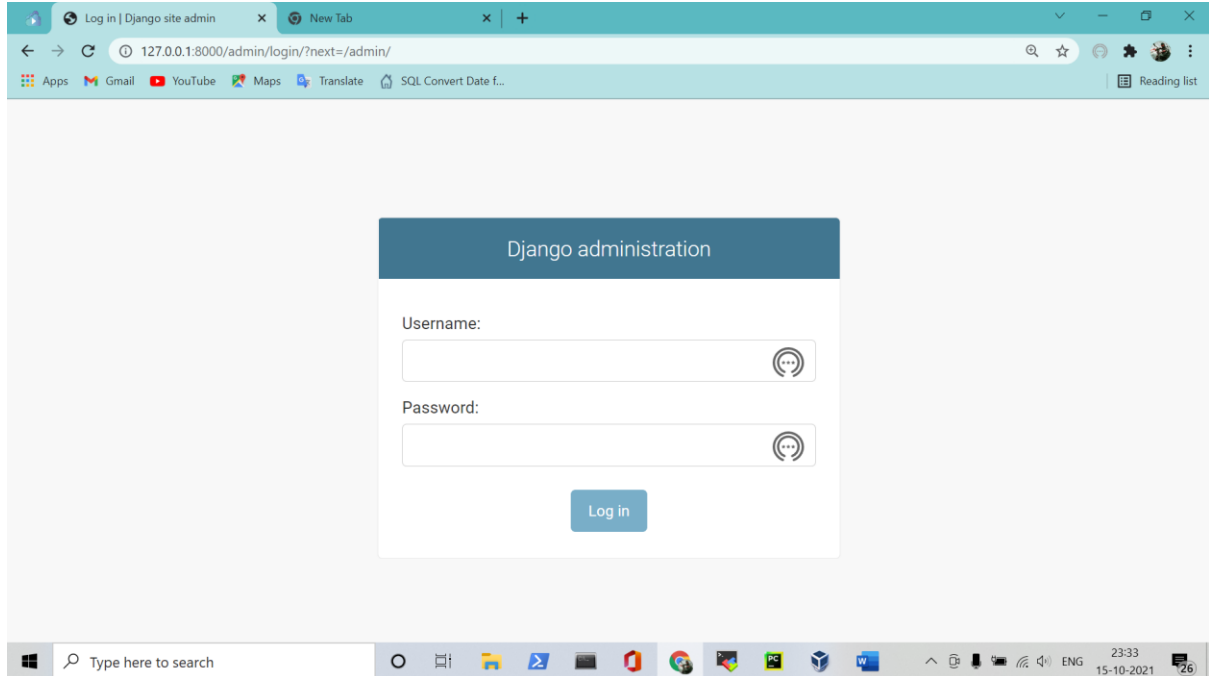 Log in | Django site admin
New Tab
127.0.0.1:8000/admin/login/?next=/admin/
Apps
Gmail
YouTube
Maps
Translate
SQL Convert Date f...
Reading list
Django administration
Username:
Password:
Log in
Type here to search
PC
W
ENG
23:33
15-10-2021
26